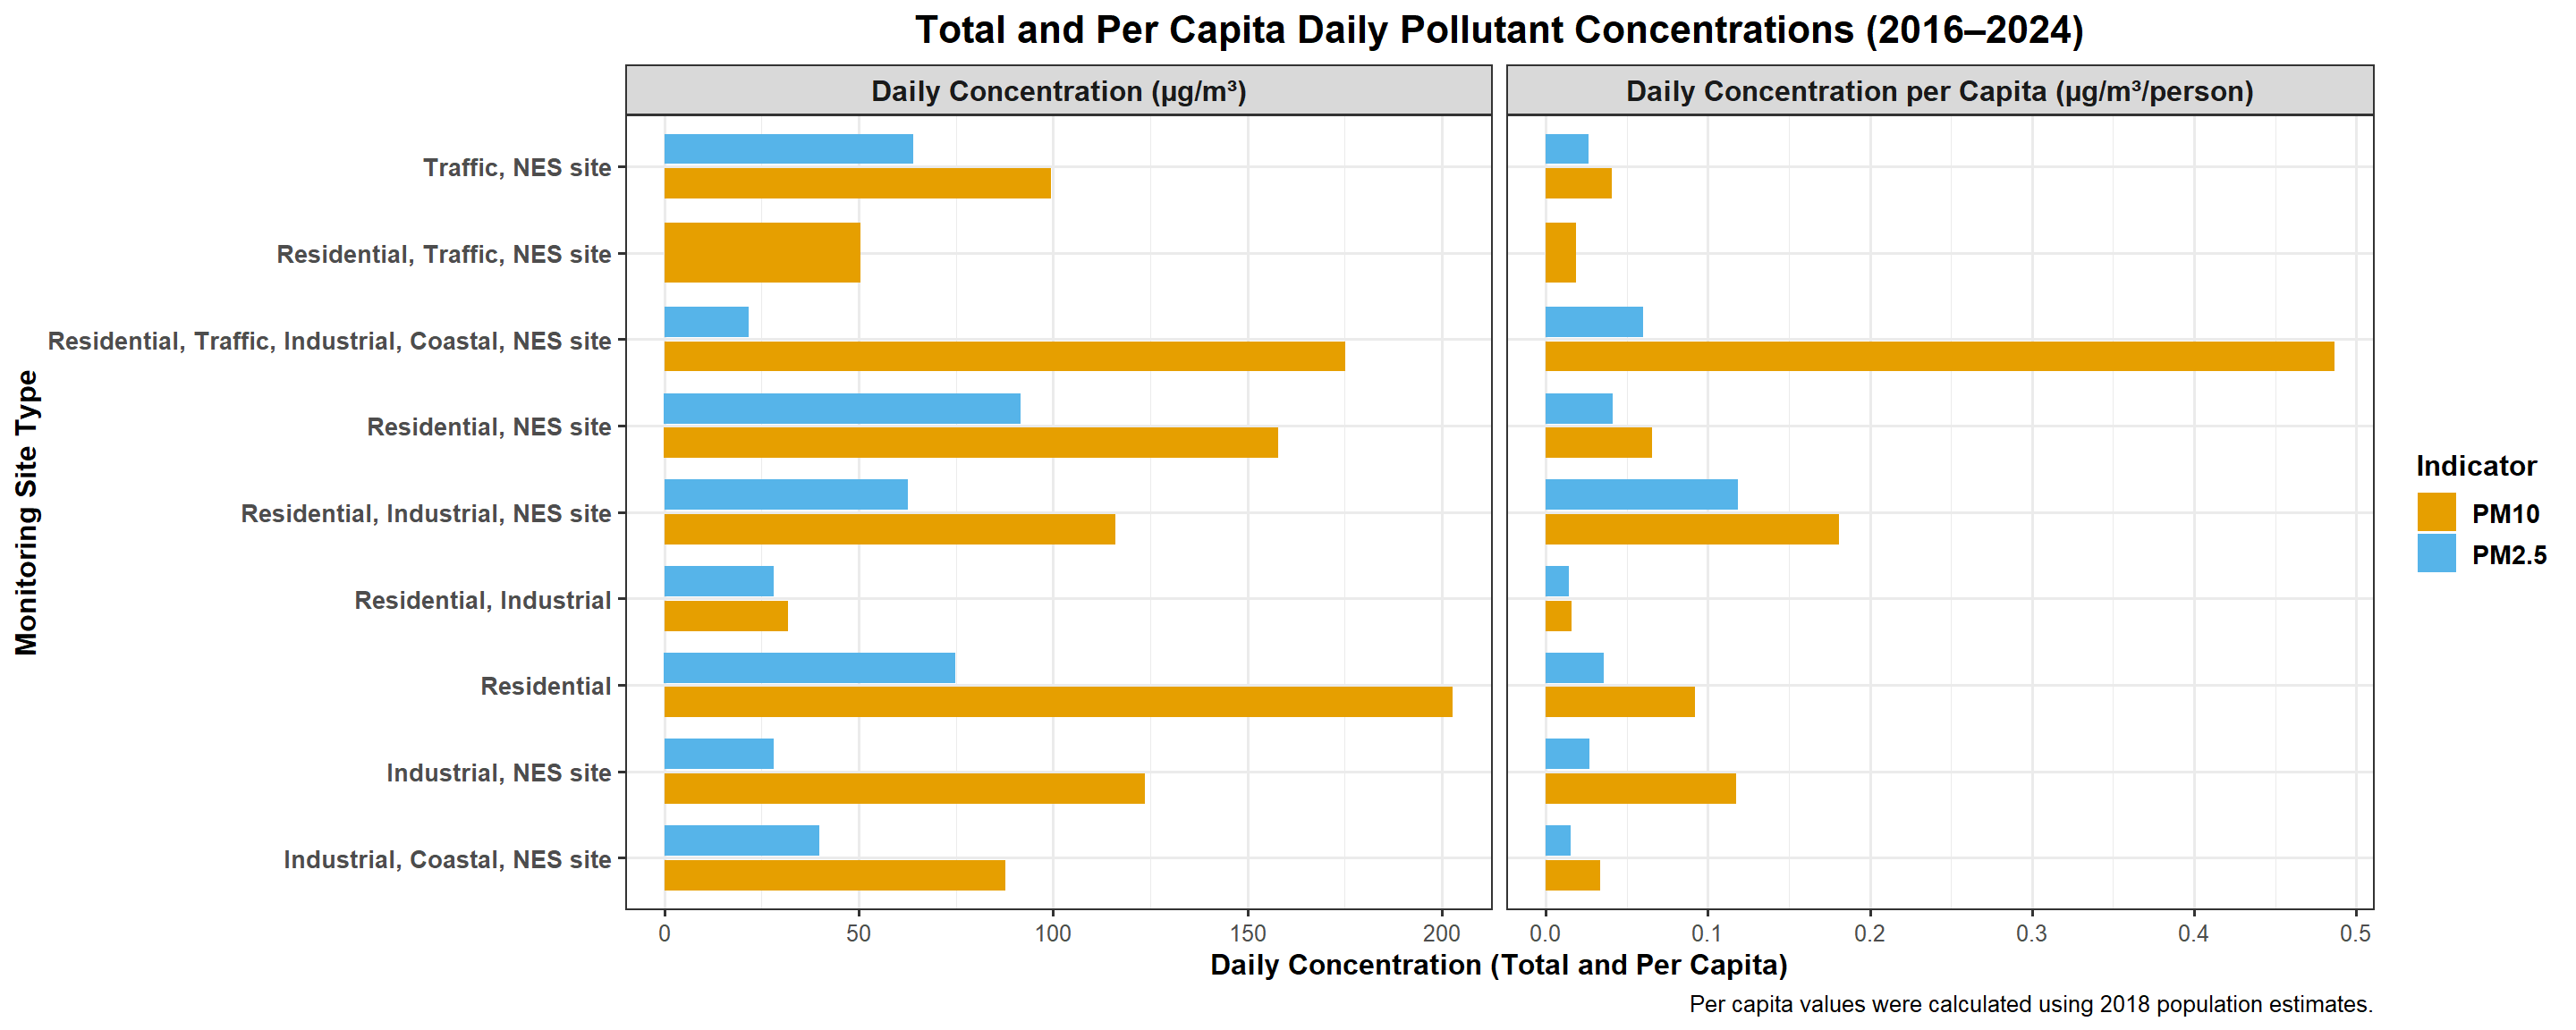 Total and Per Capita Daily Pollutant Concentrations (2016–2024)
Daily Concentration (µg/m³)
Daily Concentration per Capita (µg/m³/person)
Monitoring Site Type
Traffic, NES site
Residential, Traffic, NES site
Residential, Traffic, Industrial, Coastal, NES site
Residential, NES site
Residential, Industrial, NES site
Residential, Industrial
Residential
Industrial, NES site
Industrial, Coastal, NES site
0 50 100 150 200
0.0 0.1 0.2 0.3 0.4 0.5
Daily Concentration (Total and Per Capita)
Per capita values were calculated using 2018 population estimates.
Indicator
PM10
PM2.5